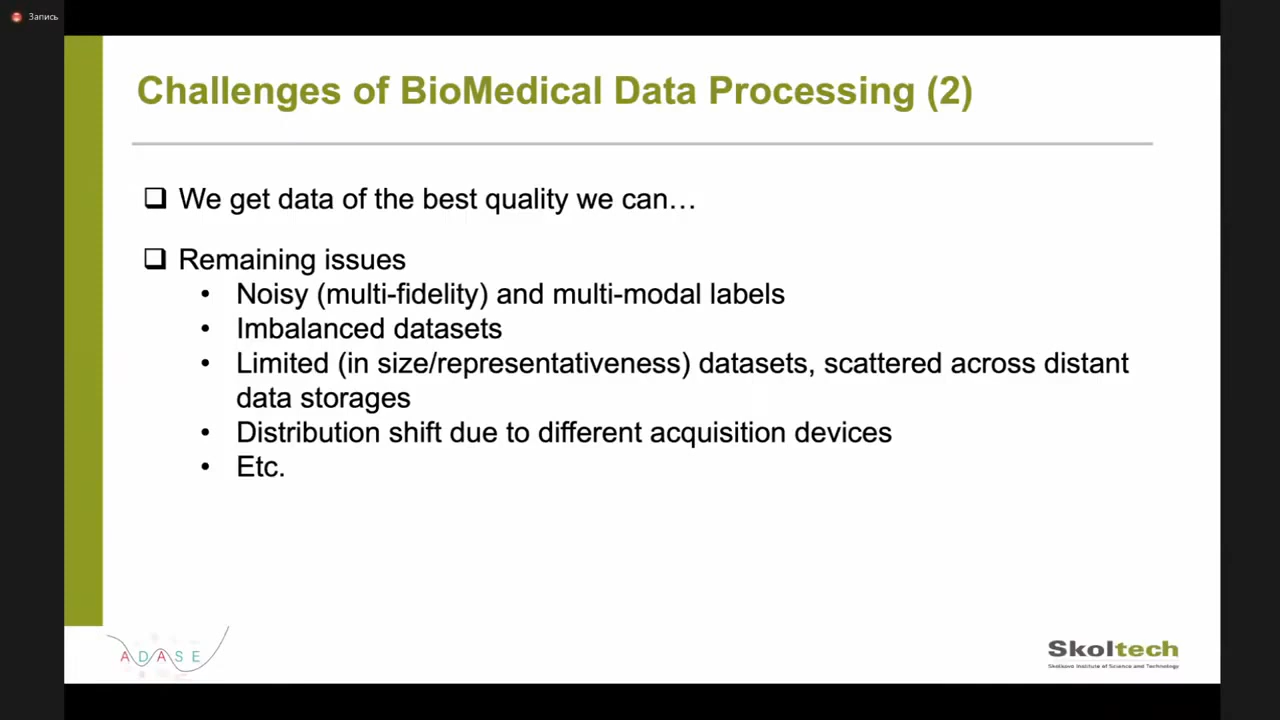 Запись
Challenges of BioMedical Data Processing (2)
❑ We get data of the best quality we can…
❑ Remaining issues
• Noisy (multi-fidelity) and multi-modal labels
• Imbalanced datasets
• Limited (in size/representativeness) datasets, scattered across distant
data storages
• Distribution shift due to different acquisition devices
• Etc.
ADASE
Skoltech
Skolkovo Institute of Science and Technology